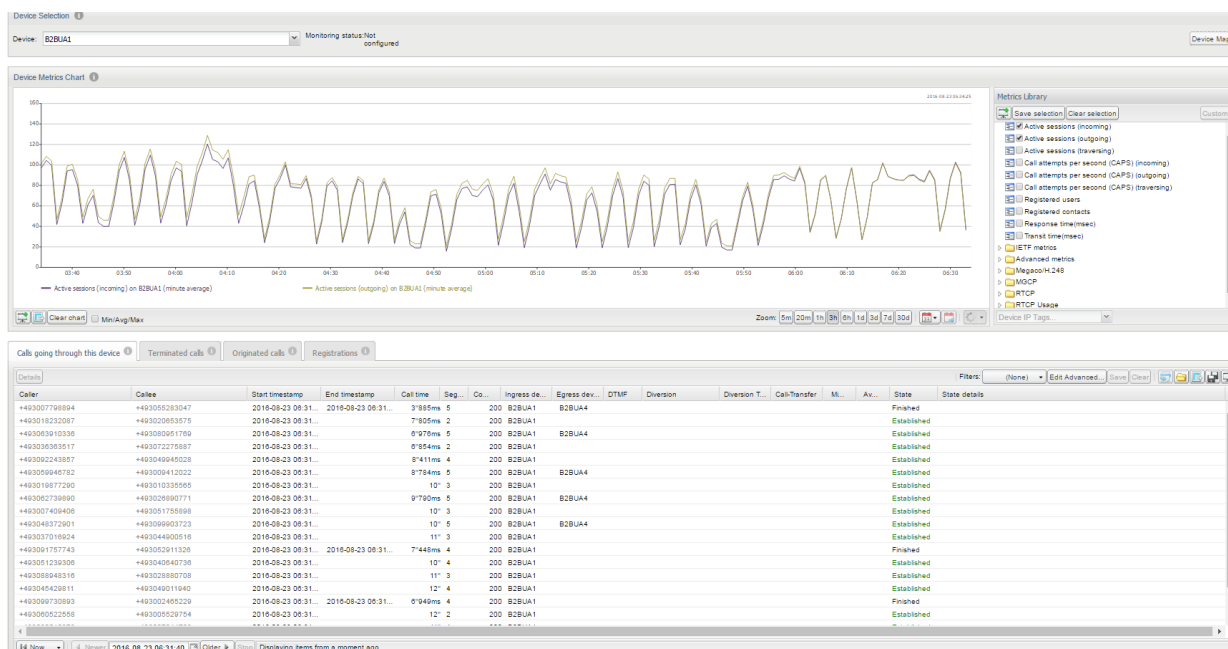 Device Selection
Device: B2BUA1 Monitoring status:Not configured Device Map
Device Metrics Chart
160
140
120
100
80
60
40
20
0
03:40 03:50 04:00 04:10 04:20 04:30 04:40 04:50 05:00 05:10 05:20 05:30 05:40 05:50 06:00 06:10 06:20 06:30
Active sessions (incoming) on B2BUA1 (minute average) Active sessions (outgoing) on B2BUA1 (minute average)
Clear chart Min/Avg/Max Zoom: 5m 20m 1h 3h 6h 1d 3d 7d 30d
Metrics Library
Save selection Clear selection Custom
Active sessions (incoming)
Active sessions (outgoing)
Active sessions (traversing)
Call attempts per second (CAPS) (incoming)
Call attempts per second (CAPS) (outgoing)
Call attempts per second (CAPS) (traversing)
Registered users
Registered contacts
Response time(msec)
Transit time(msec)
IETF metrics
Advanced metrics
Megaco/H.248
MGCP
RTCP
RTCP Usage
Device IP Tags...
Calls going through this device Terminated calls Originated calls Registrations
Details Filters: (None) Edit Advanced... Save Clear
Caller Callee Start timestamp End timestamp Call time Seg... Co... Ingress de... Egress dev... DTMF Diversion Diversion T... Call-Transfer Mi... Av... State State details
+493007798894 +493055283047 2016-08-23 06:31... 2016-08-23 06:31... 3"885ms 5 200 B2BUA1 B2BUA4 Finished
+493018232087 +493020653575 2016-08-23 06:31... 7"805ms 2 200 B2BUA1 Established
+493063910336 +493080951769 2016-08-23 06:31... 6"976ms 5 200 B2BUA1 B2BUA4 Established
+493036363517 +493072275887 2016-08-23 06:31... 6"854ms 2 200 B2BUA1 Established
+493092243857 +493049945028 2016-08-23 06:31... 8"411ms 4 200 B2BUA1 Established
+493059946782 +493009412022 2016-08-23 06:31... 8"784ms 5 200 B2BUA1 B2BUA4 Established
+493019877290 +493010335565 2016-08-23 06:31... 10" 3 200 B2BUA1 Established
+493062739890 +493026890771 2016-08-23 06:31... 9"790ms 5 200 B2BUA1 B2BUA4 Established
+493007409406 +493051755898 2016-08-23 06:31... 10" 3 200 B2BUA1 Established
+493048372901 +493099903723 2016-08-23 06:31... 10" 5 200 B2BUA1 B2BUA4 Established
+493037016924 +493044900516 2016-08-23 06:31... 11" 3 200 B2BUA1 Established
+493091757743 +493052911326 2016-08-23 06:31... 2016-08-23 06:31... 7"448ms 4 200 B2BUA1 Finished
+493051239306 +493040640736 2016-08-23 06:31... 10" 4 200 B2BUA1 Established
+493088948316 +493028880708 2016-08-23 06:31... 11" 3 200 B2BUA1 Established
+493045429811 +493049011940 2016-08-23 06:31... 12" 4 200 B2BUA1 Established
+493099730893 +493002465229 2016-08-23 06:31... 2016-08-23 06:31... 6"949ms 4 200 B2BUA1 Finished
+493060522558 +493005529754 2016-08-23 06:31... 12" 2 200 B2BUA1 Established
Now Newer 2016-08-23 06:31:40 Older Stop Displaying items from a moment ago